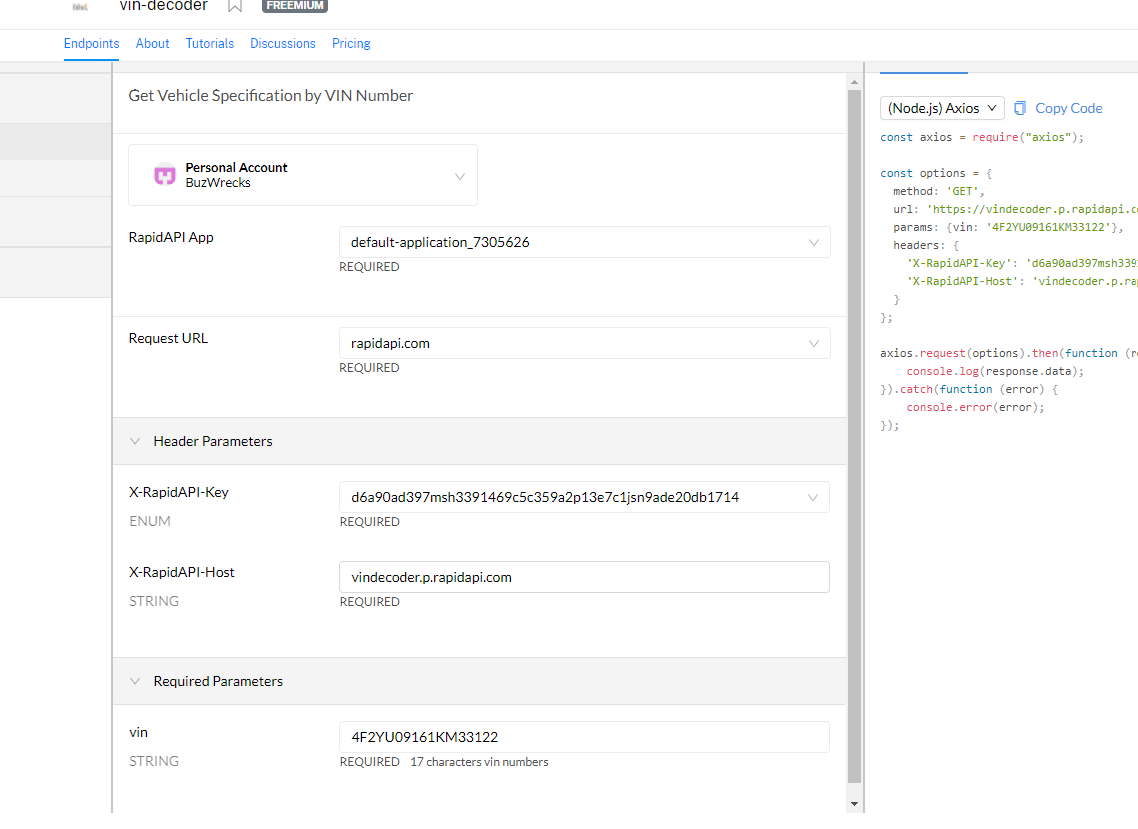 vin-decoder FREEMIUM
Endpoints About Tutorials Discussions Pricing
Get Vehicle Specification by VIN Number
Personal Account
BuzWrecks
RapidAPI App
default-application_7305626
REQUIRED
Request URL
rapidapi.com
REQUIRED
Header Parameters
X-RapidAPI-Key
d6a90ad397msh3391469c5c359a2p13e7c1jsn9ade20db1714
ENUM
REQUIRED
X-RapidAPI-Host
vindecoder.p.rapidapi.com
STRING
REQUIRED
Required Parameters
vin
4F2YU09161KM33122
STRING
REQUIRED 17 characters vin numbers
(Node.js) Axios Copy Code
const axios = require("axios");
const options = {
method: 'GET',
url: 'https://vindecoder.p.rapidapi.c
params: {vin: '4F2YU09161KM33122'},
headers: {
'X-RapidAPI-Key': 'd6a90ad397msh339
'X-RapidAPI-Host': 'vindecoder.p.ra
}
};
axios.request(options).then(function (r
console.log(response.data);
}).catch(function (error) {
console.error(error);
});